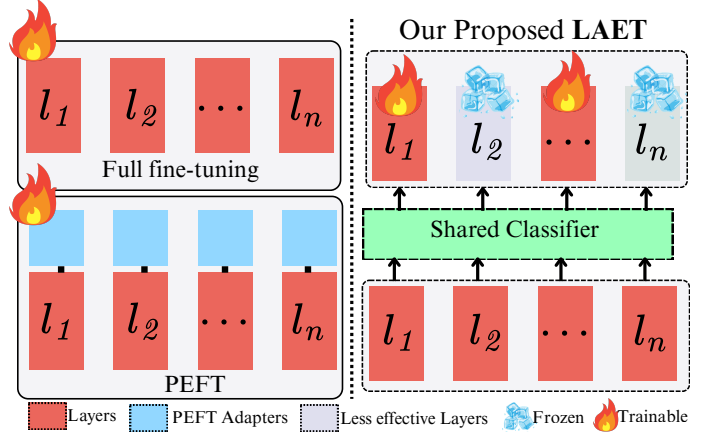 l1 l2 ... ln
Full fine-tuning
l1 l2 ... ln
PEFT
Our Proposed LAET
l1 l2 ... ln
Shared Classifier
l1 l2 ... ln
Layers PEFT Adapters Less effective Layers Frozen Trainable